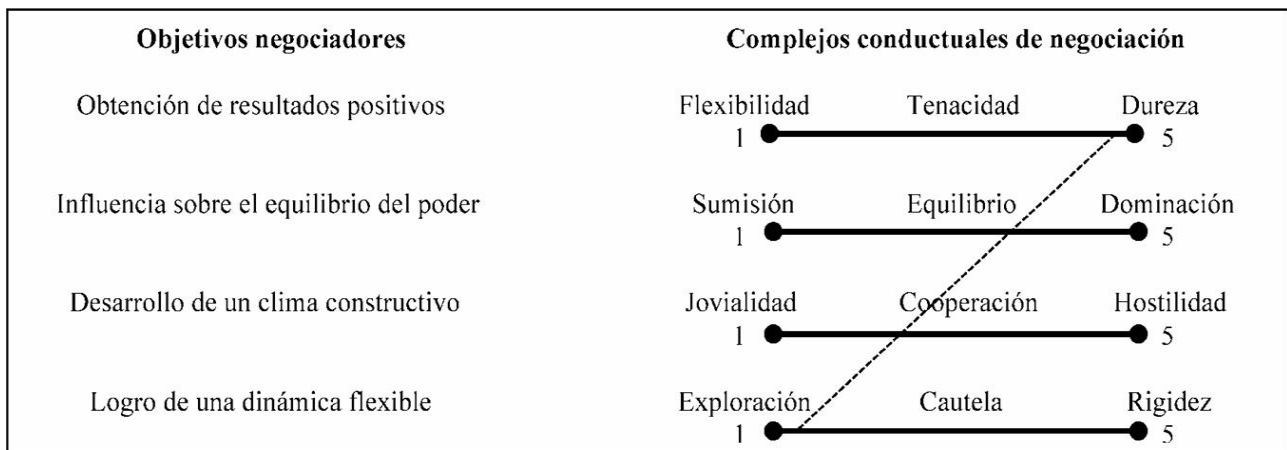 Objetivos negociadores Complejos conductuales de negociación
Obtención de resultados positivos Flexibilidad Tenacidad Dureza
1 5
Influencia sobre el equilibrio del poder Sumisión Equilibrio Dominación
1 5
Desarrollo de un clima constructivo Jovialidad Cooperación Hostilidad
1 5
Logro de una dinámica flexible Exploración Cautela Rigidez
1 5